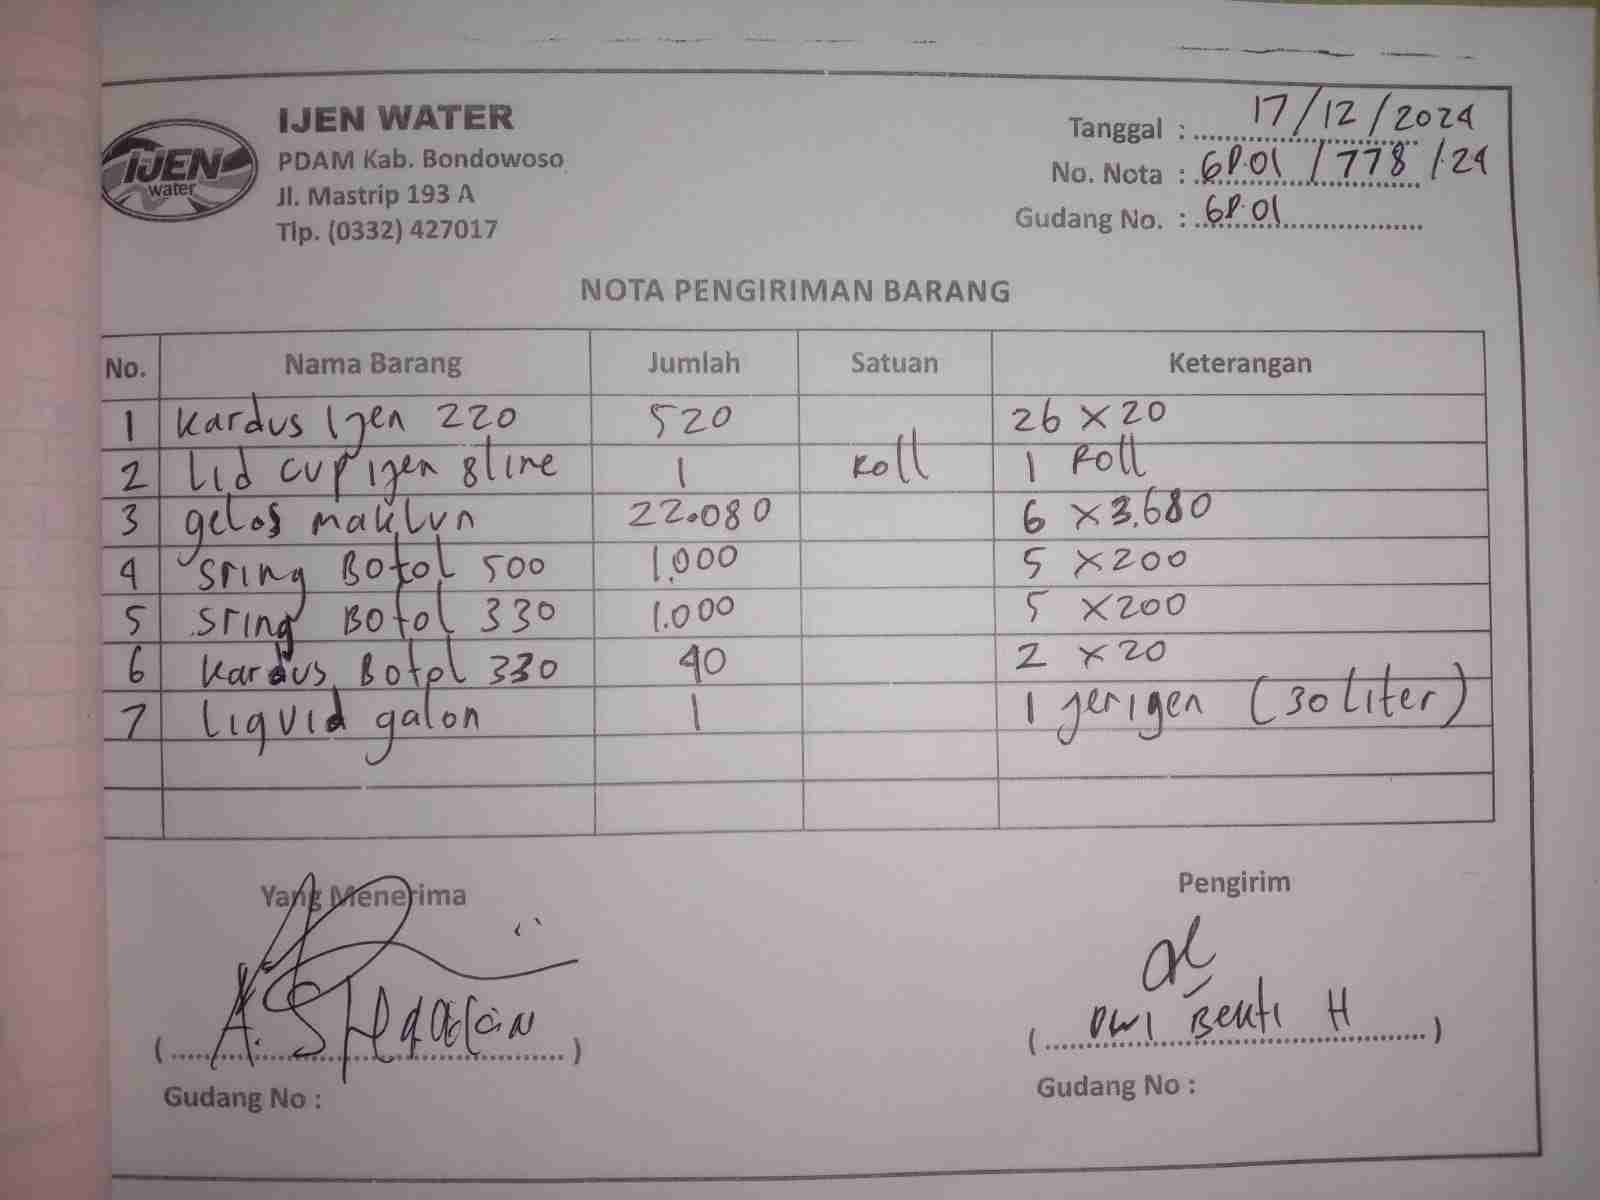 IJEN WATER
PDAM Kab. Bondowoso
Jl. Mastrip 193 A
Tlp. (0332) 427017
IJEN
water
Tanggal : 17/12/2024
No. Nota : GP.01 / 778 /24
Gudang No. : GP.01
NOTA PENGIRIMAN BARANG
No. Nama Barang Jumlah Satuan Keterangan
1 Kardus Ijen 220 520 26 x 20
2 Lid cup ijen 8 line 1 Roll 1 Roll
3 gelas maklun 22.080 6 x 3.680
4 Sring Botol 500 1.000 5 x 200
5 Sring Botol 330 1.000 5 x 200
6 Kardus Botol 330 40 2 x 20
7 Liquid galon 1 1 jerigen (30 Liter)
Yang Menerima Pengirim
( A. ) ( Dwi Bekti H )
Gudang No : Gudang No :